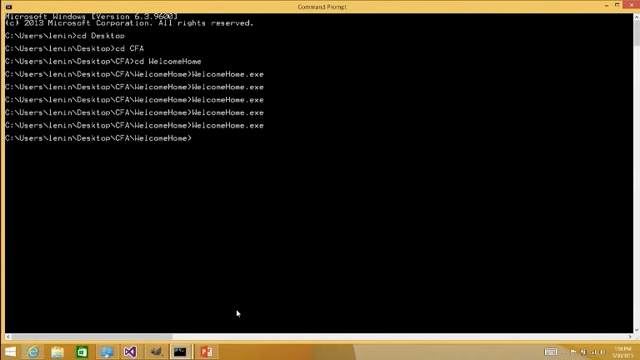 Command Prompt
Microsoft Windows [Version 6.3.9600]
(c) 2013 Microsoft Corporation. All rights reserved.
C:\Users\lenin>cd Desktop
C:\Users\lenin\Desktop>cd CFA
C:\Users\lenin\Desktop\CFA>cd WelcomeHome
C:\Users\lenin\Desktop\CFA\WelcomeHome>WelcomeHome.exe
C:\Users\lenin\Desktop\CFA\WelcomeHome>WelcomeHome.exe
C:\Users\lenin\Desktop\CFA\WelcomeHome>WelcomeHome.exe
C:\Users\lenin\Desktop\CFA\WelcomeHome>WelcomeHome.exe
C:\Users\lenin\Desktop\CFA\WelcomeHome>WelcomeHome.exe
C:\Users\lenin\Desktop\CFA\WelcomeHome>